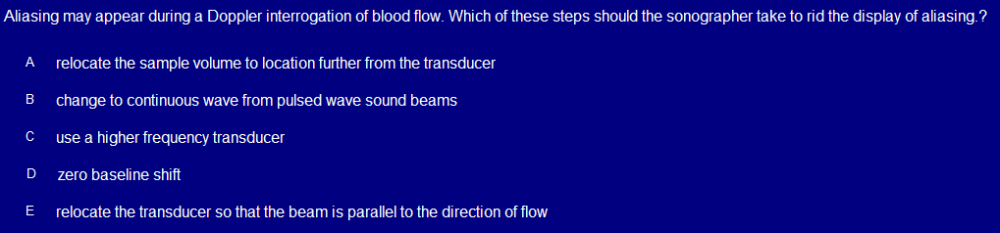 Aliasing may appear during a Doppler interrogation of blood flow. Which of these steps should the sonographer take to rid the display of aliasing.?
A relocate the sample volume to location further from the transducer
B change to continuous wave from pulsed wave sound beams
C use a higher frequency transducer
D zero baseline shift
E relocate the transducer so that the beam is parallel to the direction of flow